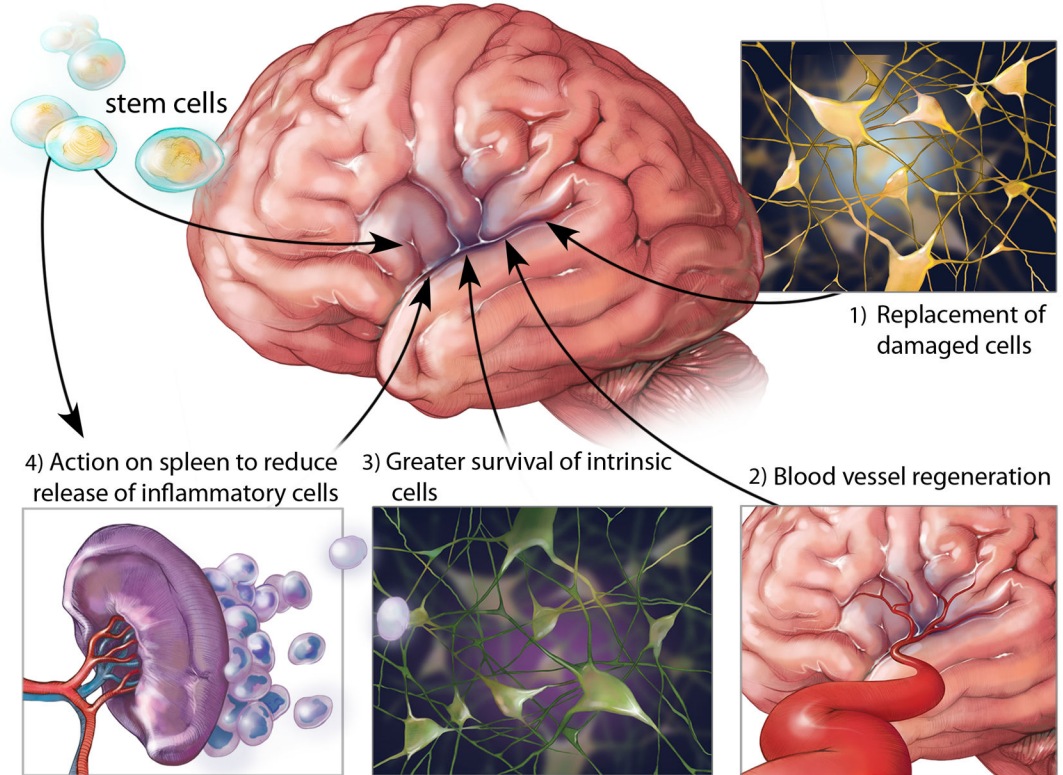 stem cells
1) Replacement of
damaged cells
4) Action on spleen to reduce
release of inflammatory cells
3) Greater survival of intrinsic
cells
2) Blood vessel regeneration